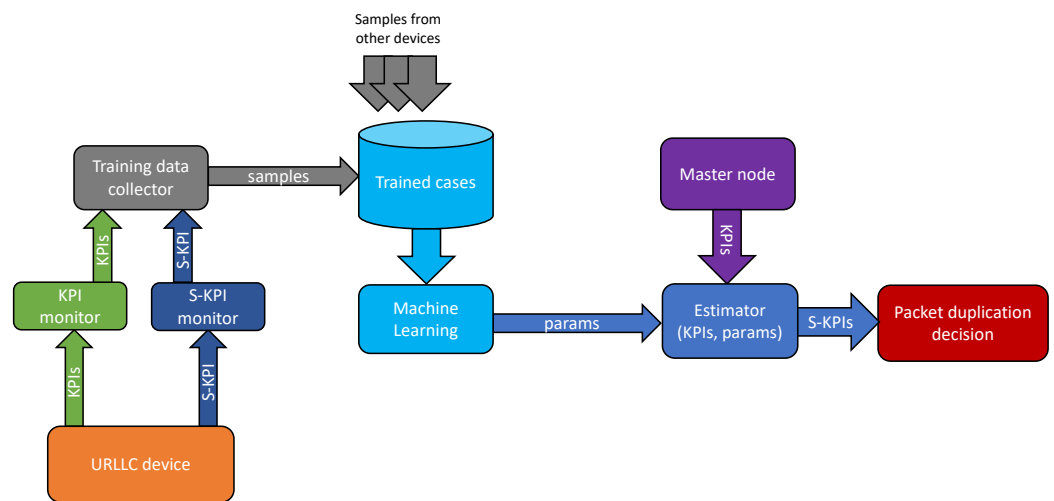 Samples from
other devices
Training data
collector
samples
Trained cases
Master node
KPIs
S-KPI
KPIs
KPI
monitor
S-KPI
monitor
Machine
Learning
params
Estimator
(KPIs, params)
S-KPIs
Packet duplication
decision
KPIs
S-KPI
URLLC device